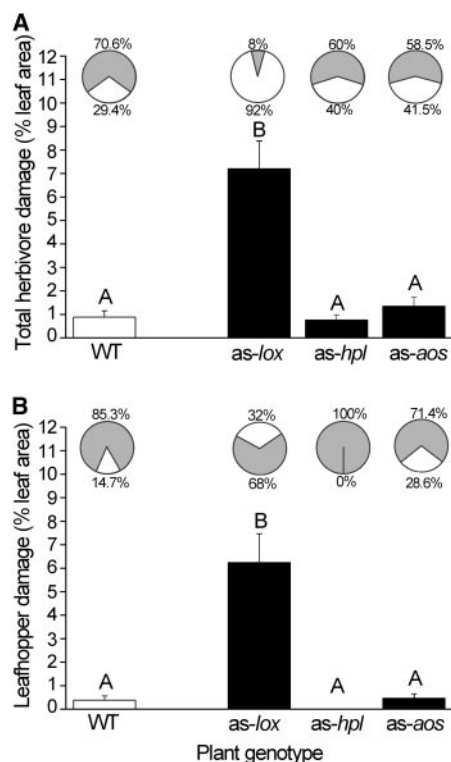 A
Total herbivore damage (% leaf area)
12
11
10
9
8
7
6
5
4
3
2
1
0
70.6%
29.4%
8%
92%
60%
40%
58.5%
41.5%
A
B
A
A
WT
as-lox
as-hpl
as-aos
B
Leafhopper damage (% leaf area)
12
11
10
9
8
7
6
5
4
3
2
1
0
85.3%
14.7%
32%
68%
100%
0%
71.4%
28.6%
A
B
A
A
WT
as-lox
as-hpl
as-aos
Plant genotype